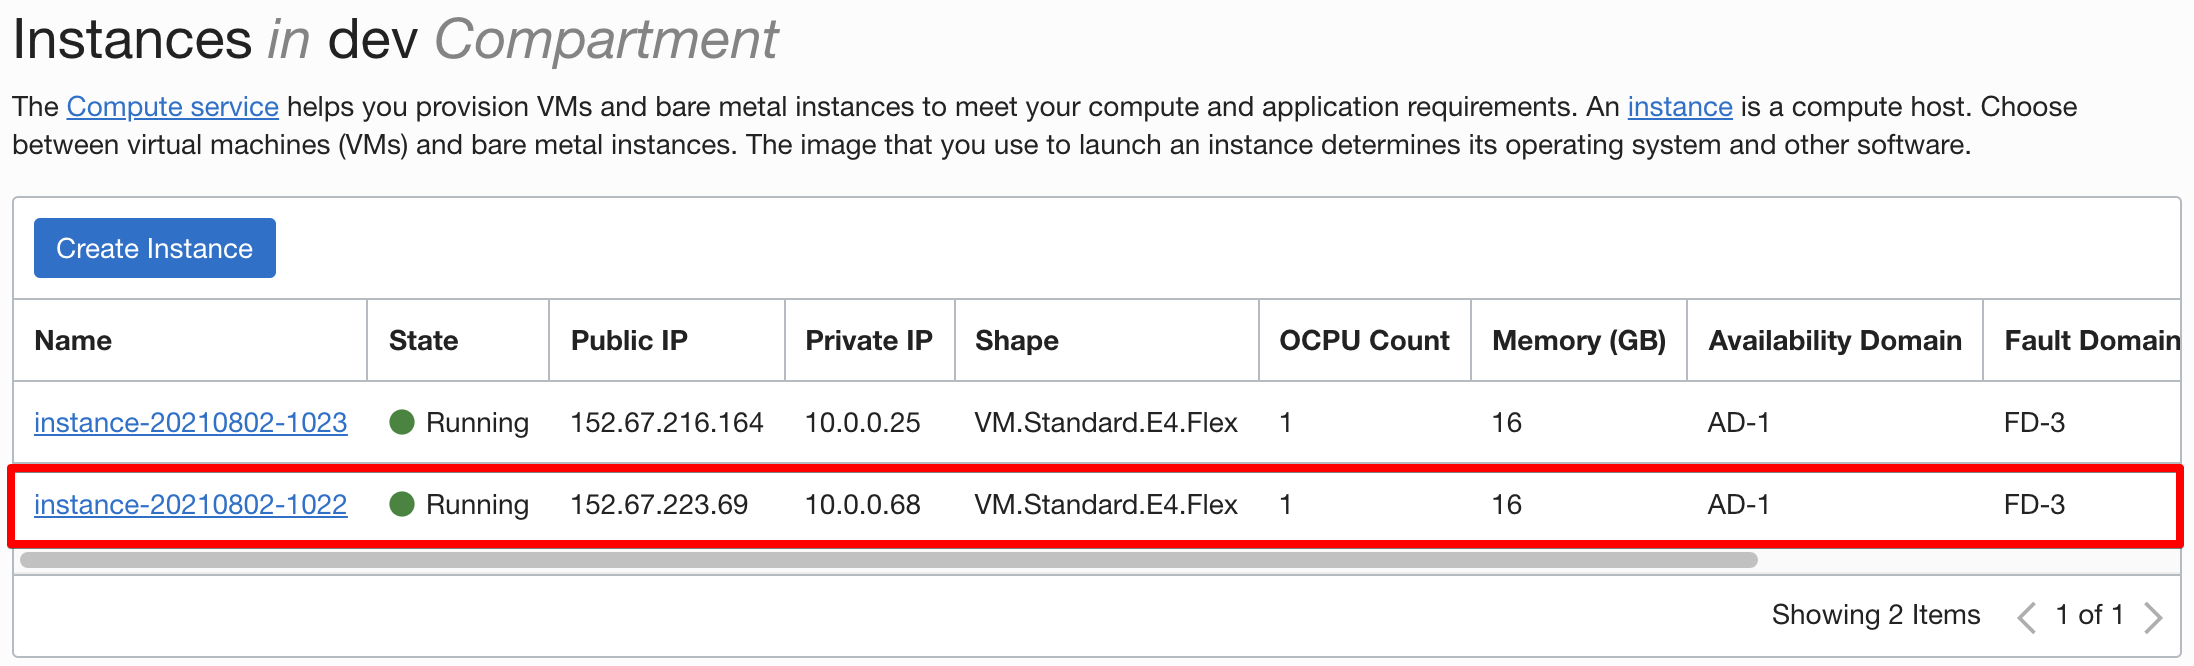 Instances in dev Compartment
The Compute service helps you provision VMs and bare metal instances to meet your compute and application requirements. An instance is a compute host. Choose
between virtual machines (VMs) and bare metal instances. The image that you use to launch an instance determines its operating system and other software.
Create Instance
Name State Public IP Private IP Shape OCPU Count Memory (GB) Availability Domain Fault Domain
instance-20210802-1023 Running 152.67.216.164 10.0.0.25 VM.Standard.E4.Flex 1 16 AD-1 FD-3
instance-20210802-1022 Running 152.67.223.69 10.0.0.68 VM.Standard.E4.Flex 1 16 AD-1 FD-3
Showing 2 Items 1 of 1